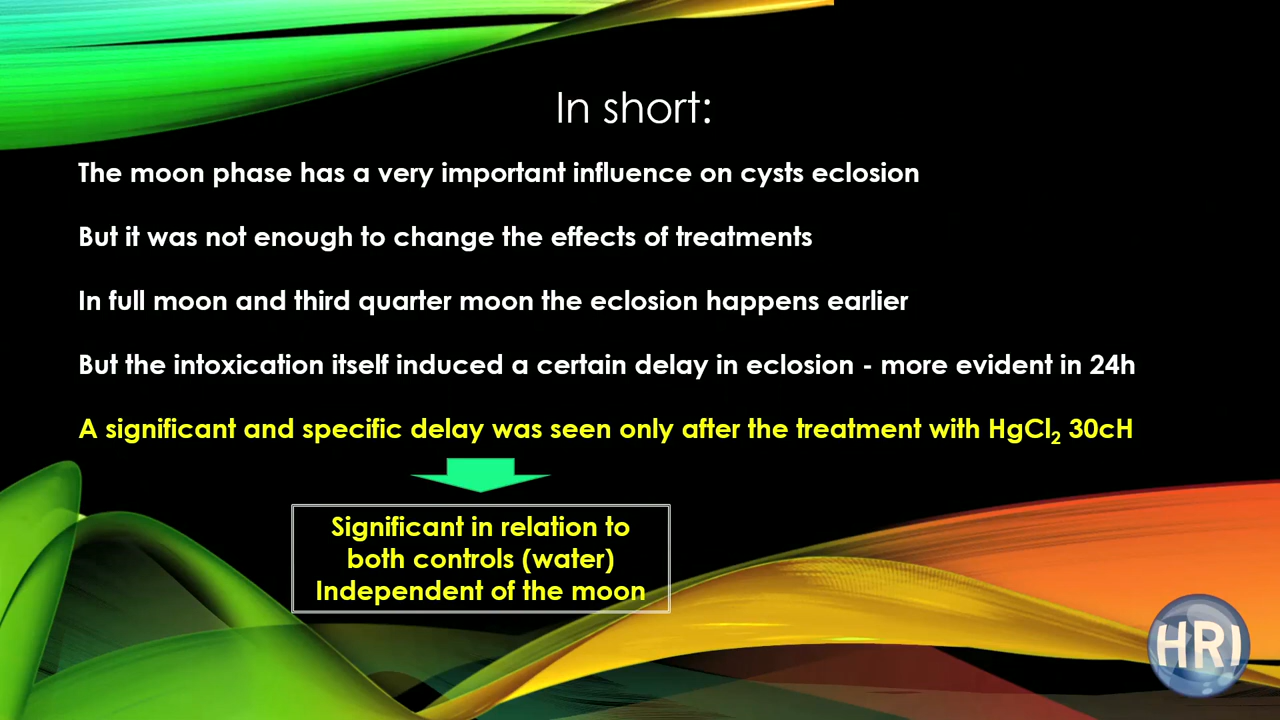 In short:
The moon phase has a very important influence on cysts eclosion
But it was not enough to change the effects of treatments
In full moon and third quarter moon the eclosion happens earlier
But the intoxication itself induced a certain delay in eclosion - more evident in 24h
A significant and specific delay was seen only after the treatment with HgCl₂ 30cH
Significant in relation to
both controls (water)
Independent of the moon
HRI